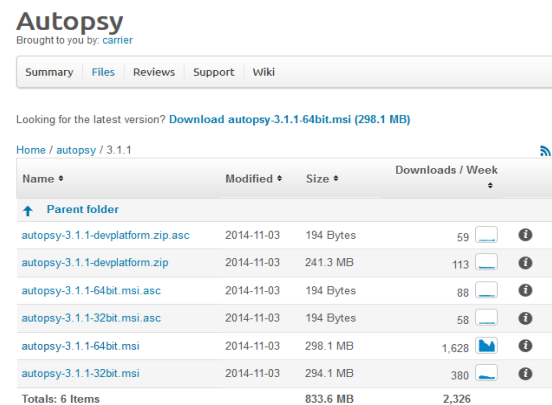 Autopsy
Brought to you by: carrier
Summary Files Reviews Support Wiki
Looking for the latest version? Download autopsy-3.1.1-64bit.msi (298.1 MB)
Home / autopsy / 3.1.1
Name Modified Size Downloads / Week
Parent folder
autopsy-3.1.1-devplatform.zip.asc 2014-11-03 194 Bytes 59
autopsy-3.1.1-devplatform.zip 2014-11-03 241.3 MB 113
autopsy-3.1.1-64bit.msi.asc 2014-11-03 194 Bytes 88
autopsy-3.1.1-32bit.msi.asc 2014-11-03 194 Bytes 58
autopsy-3.1.1-64bit.msi 2014-11-03 298.1 MB 1,628
autopsy-3.1.1-32bit.msi 2014-11-03 294.1 MB 380
Totals: 6 Items 833.6 MB 2,326